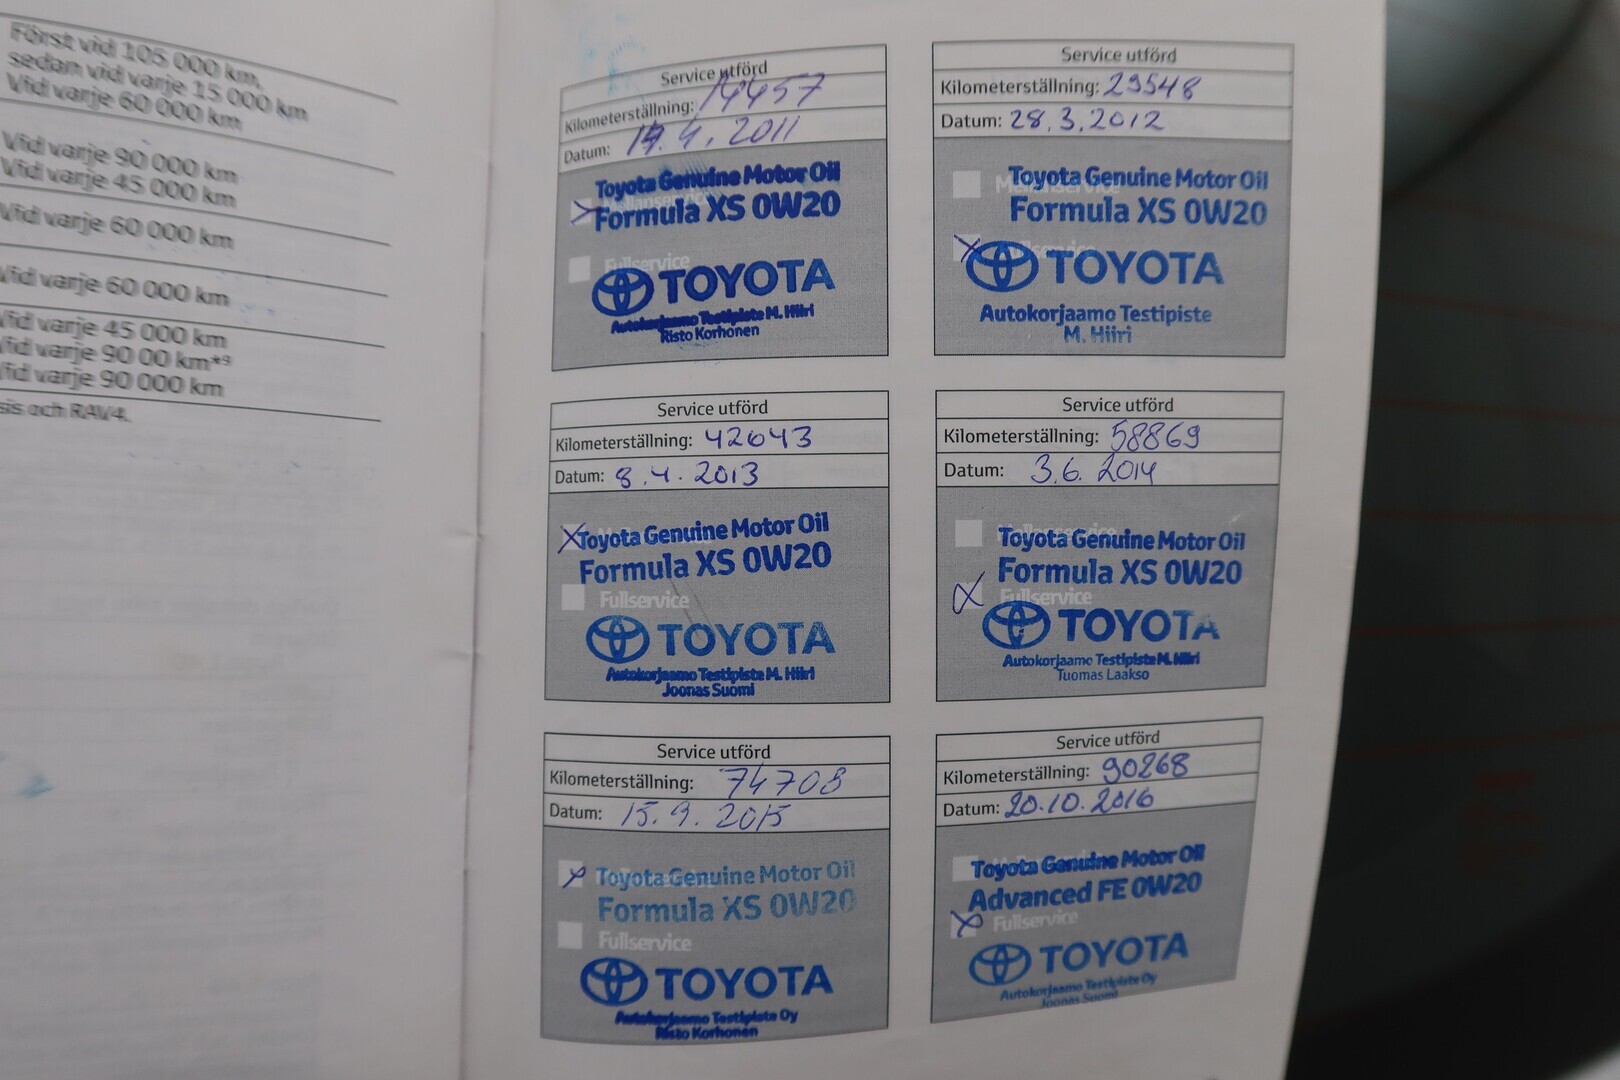 Först vid 105 000 km,
sedan vid varje 15 000 km
Vid varje 60 000 km
Vid varje 90 000 km
Vid varje 45 000 km
Vid varje 60 000 km
Vid varje 60 000 km
Vid varje 45 000 km
Vid varje 90 00 km*⁹
Vid varje 90 000 km
och RAV4.
Service utförd
Kilometerställning: 14457
Datum: 14.4.2011
Toyota Genuine Motor Oil
Formula XS 0W20
Fullservice
TOYOTA
Autokorjaamo Testipiste M. Hiiri
Risto Korhonen
Service utförd
Kilometerställning: 29548
Datum: 28.3.2012
Mellanservice
Toyota Genuine Motor Oil
Formula XS 0W20
Fullservice
TOYOTA
Autokorjaamo Testipiste
M. Hiiri
Service utförd
Kilometerställning: 42643
Datum: 8.4.2013
Toyota Genuine Motor Oil
Formula XS 0W20
Fullservice
TOYOTA
Autokorjaamo Testipiste M. Hiiri
Joonas Suomi
Service utförd
Kilometerställning: 58869
Datum: 3.6.2014
Mellanservice
Toyota Genuine Motor Oil
Formula XS 0W20
Fullservice
TOYOTA
Autokorjaamo Testipiste M. Hiiri
Tuomas Laakso
Service utförd
Kilometerställning: 74708
Datum: 15.9.2015
Toyota Genuine Motor Oil
Formula XS 0W20
Fullservice
TOYOTA
Autokorjaamo Testipiste Oy
Risto Korhonen
Service utförd
Kilometerställning: 90268
Datum: 20.10.2016
Toyota Genuine Motor Oil
Advanced FE 0W20
Fullservice
TOYOTA
Autokorjaamo Testipiste Oy
Joonas Suomi